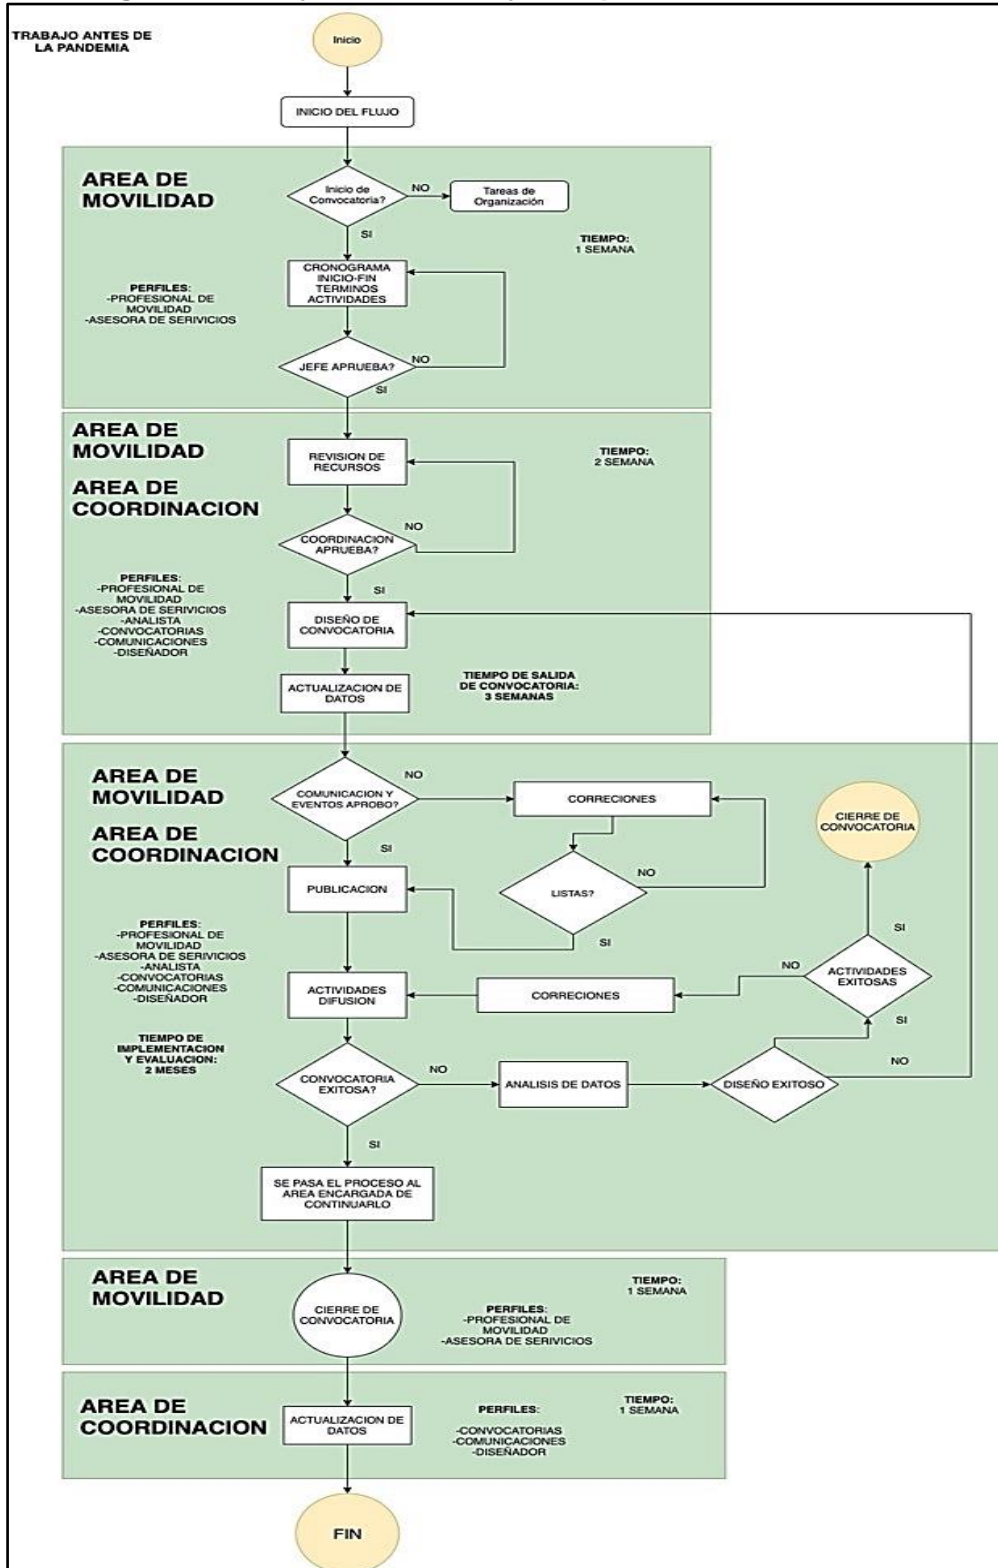 TRABAJO ANTES DE
LA PANDEMIA
Inicio
INICIO DEL FLUJO
AREA DE
MOVILIDAD
Inicio de
Convocatoria?
NO
Tareas de
Organización
SI
TIEMPO:
1 SEMANA
CRONOGRAMA
INICIO-FIN
TERMINOS
ACTIVIDADES
PERFILES:
-PROFESIONAL DE
MOVILIDAD
-ASESORA DE SERIVICIOS
JEFE APRUEBA?
NO
SI
AREA DE
MOVILIDAD
AREA DE
COORDINACION
REVISION DE
RECURSOS
TIEMPO:
2 SEMANA
COORDINACION
APRUEBA?
NO
SI
PERFILES:
-PROFESIONAL DE
MOVILIDAD
-ASESORA DE SERIVICIOS
-ANALISTA
-CONVOCATORIAS
-COMUNICACIONES
-DISEÑADOR
DISEÑO DE
CONVOCATORIA
ACTUALIZACION DE
DATOS
TIEMPO DE SALIDA
DE CONVOCATORIA:
3 SEMANAS
AREA DE
MOVILIDAD
AREA DE
COORDINACION
COMUNICACION Y
EVENTOS APROBO?
NO
CORRECIONES
CIERRE DE
CONVOCATORIA
SI
PUBLICACION
LISTAS?
NO
SI
SI
PERFILES:
-PROFESIONAL DE
MOVILIDAD
-ASESORA DE SERIVICIOS
-ANALISTA
-CONVOCATORIAS
-COMUNICACIONES
-DISEÑADOR
ACTIVIDADES
DIFUSION
CORRECIONES
NO
ACTIVIDADES
EXITOSAS
SI
TIEMPO DE
IMPLEMENTACION
Y EVALUACION:
2 MESES
CONVOCATORIA
EXITOSA?
NO
ANALISIS DE DATOS
DISEÑO EXITOSO
NO
SI
SE PASA EL PROCESO AL
AREA ENCARGADA DE
CONTINUARLO
AREA DE
MOVILIDAD
CIERRE DE
CONVOCATORIA
PERFILES:
-PROFESIONAL DE
MOVILIDAD
-ASESORA DE SERIVICIOS
TIEMPO:
1 SEMANA
AREA DE
COORDINACION
ACTUALIZACION DE
DATOS
PERFILES:
-CONVOCATORIAS
-COMUNICACIONES
-DISEÑADOR
TIEMPO:
1 SEMANA
FIN